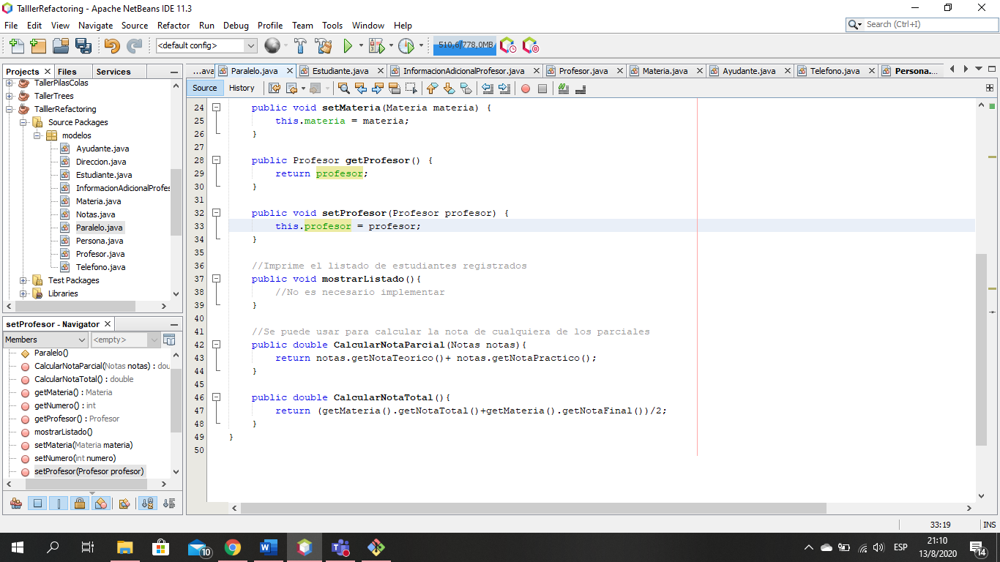 TalllerRefactoring - Apache NetBeans IDE 11.3
File Edit View Navigate Source Refactor Run Debug Profile Team Tools Window Help
Search (Ctrl+I)
<default config>
510,6/778,0MB
Projects Files Services
TallerPilasColas
TallerTrees
TalllerRefactoring
Source Packages
modelos
Ayudante.java
Direccion.java
Estudiante.java
InformacionAdicionalProfes
Materia.java
Notas.java
Paralelo.java
Persona.java
Profesor.java
Telefono.java
Test Packages
Libraries
setProfesor - Navigator
Members <empty>
Paralelo()
CalcularNotaParcial(Notas notas) : dou
CalcularNotaTotal() : double
getMateria() : Materia
getNumero() : int
getProfesor() : Profesor
mostrarListado()
setMateria(Materia materia)
setNumero(int numero)
setProfesor(Profesor profesor)
...ava Paralelo.java Estudiante.java InformacionAdicionalProfesor.java Profesor.java Materia.java Ayudante.java Telefono.java Persona....
Source History
24 public void setMateria(Materia materia) {
25 this.materia = materia;
26 }
27
28 public Profesor getProfesor() {
29 return profesor;
30 }
31
32 public void setProfesor(Profesor profesor) {
33 this.profesor = profesor;
34 }
35
36 //Imprime el listado de estudiantes registrados
37 public void mostrarListado(){
38 //No es necesario implementar
39 }
40
41 //Se puede usar para calcular la nota de cualquiera de los parciales
42 public double CalcularNotaParcial(Notas notas){
43 return notas.getNotaTeorico()+ notas.getNotaPractico();
44 }
45
46 public double CalcularNotaTotal(){
47 return (getMateria().getNotaTotal()+getMateria().getNotaFinal())/2;
48 }
49 }
50
33:19 INS
10
ESP
21:10
13/8/2020
14